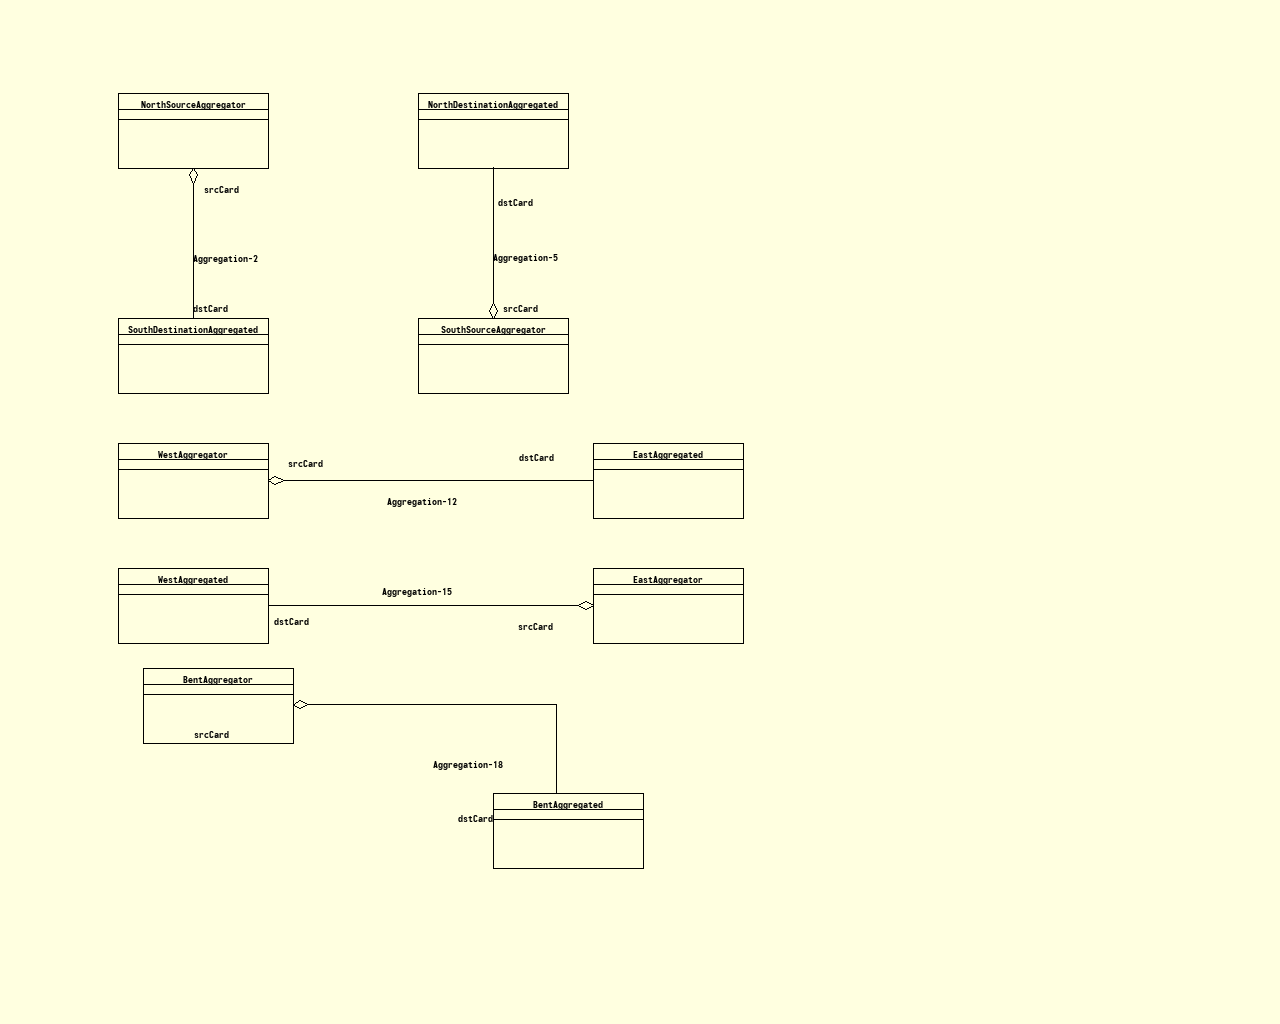 NorthSourceAggregator
NorthDestinationAggregated
srcCard
dstCard
Aggregation-2
Aggregation-5
dstCard
srcCard
SouthDestinationAggregated
SouthSourceAggregator
WestAggregator
EastAggregated
srcCard
dstCard
Aggregation-12
WestAggregated
EastAggregator
Aggregation-15
dstCard
srcCard
BentAggregator
srcCard
Aggregation-18
BentAggregated
dstCard